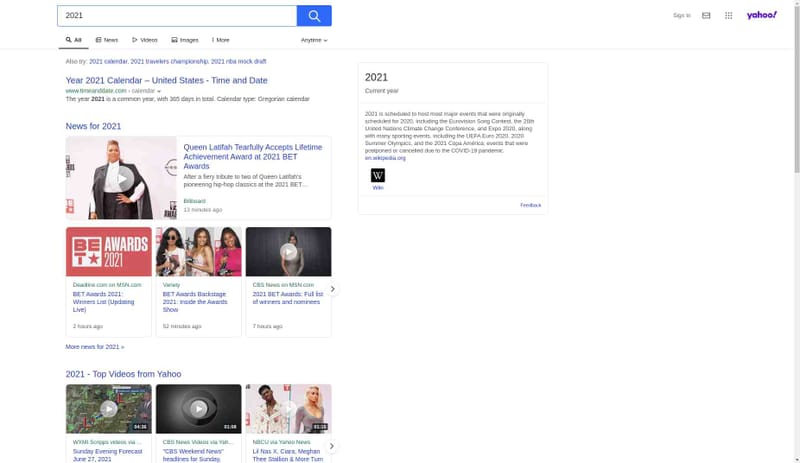 2021
Sign In
yahoo!
All
News
Videos
Images
More
Anytime
Also try: 2021 calendar, 2021 travelers championship, 2021 nba mock draft
Year 2021 Calendar – United States - Time and Date
www.timeanddate.com › calendar
The year 2021 is a common year, with 365 days in total. Calendar type: Gregorian calendar
News for 2021
Queen Latifah Tearfully Accepts Lifetime
Achievement Award at 2021 BET
Awards
After a fiery tribute to two of Queen Latifah's
pioneering hip-hop classics at the 2021 BET…
Billboard
13 minutes ago
BET AWARDS
2021
Deadline.com on MSN.com
BET Awards 2021:
Winners List (Updating
Live)
2 hours ago
Variety
BET Awards Backstage
2021: Inside the Awards
Show
52 minutes ago
CBS News on MSN.com
2021 BET Awards: Full list
of winners and nominees
7 hours ago
More news for 2021 »
2021 - Top Videos from Yahoo
04:36
WXMI Scripps videos via ...
Sunday Evening Forecast
June 27, 2021
01:08
CBS News Videos via Yah...
"CBS Weekend News"
headlines for Sunday,
01:35
NBCU via Yahoo News
Lil Nas X, Ciara, Meghan
Thee Stallion & More Turn
2021
Current year
2021 is scheduled to host most major events that were originally
scheduled for 2020, including the Eurovision Song Contest, the 26th
United Nations Climate Change Conference, and Expo 2020, along
with many sporting events, including the UEFA Euro 2020, 2020
Summer Olympics, and the 2021 Copa América; events that were
postponed or canceled due to the COVID-19 pandemic.
en.wikipedia.org
W
Wiki
Feedback